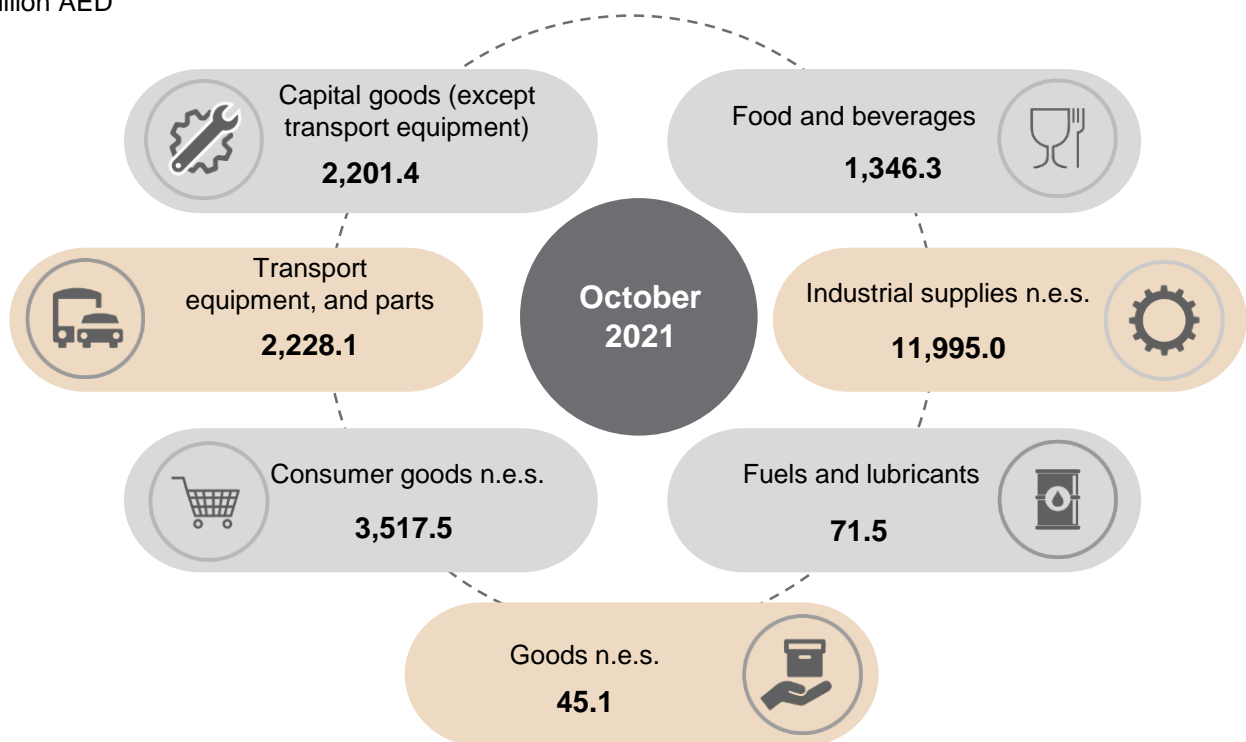 AED
Capital goods (except
transport equipment)
2,201.4
Food and beverages
1,346.3
Transport
equipment, and parts
2,228.1
October
2021
Industrial supplies n.e.s.
11,995.0
Consumer goods n.e.s.
3,517.5
Fuels and lubricants
71.5
Goods n.e.s.
45.1